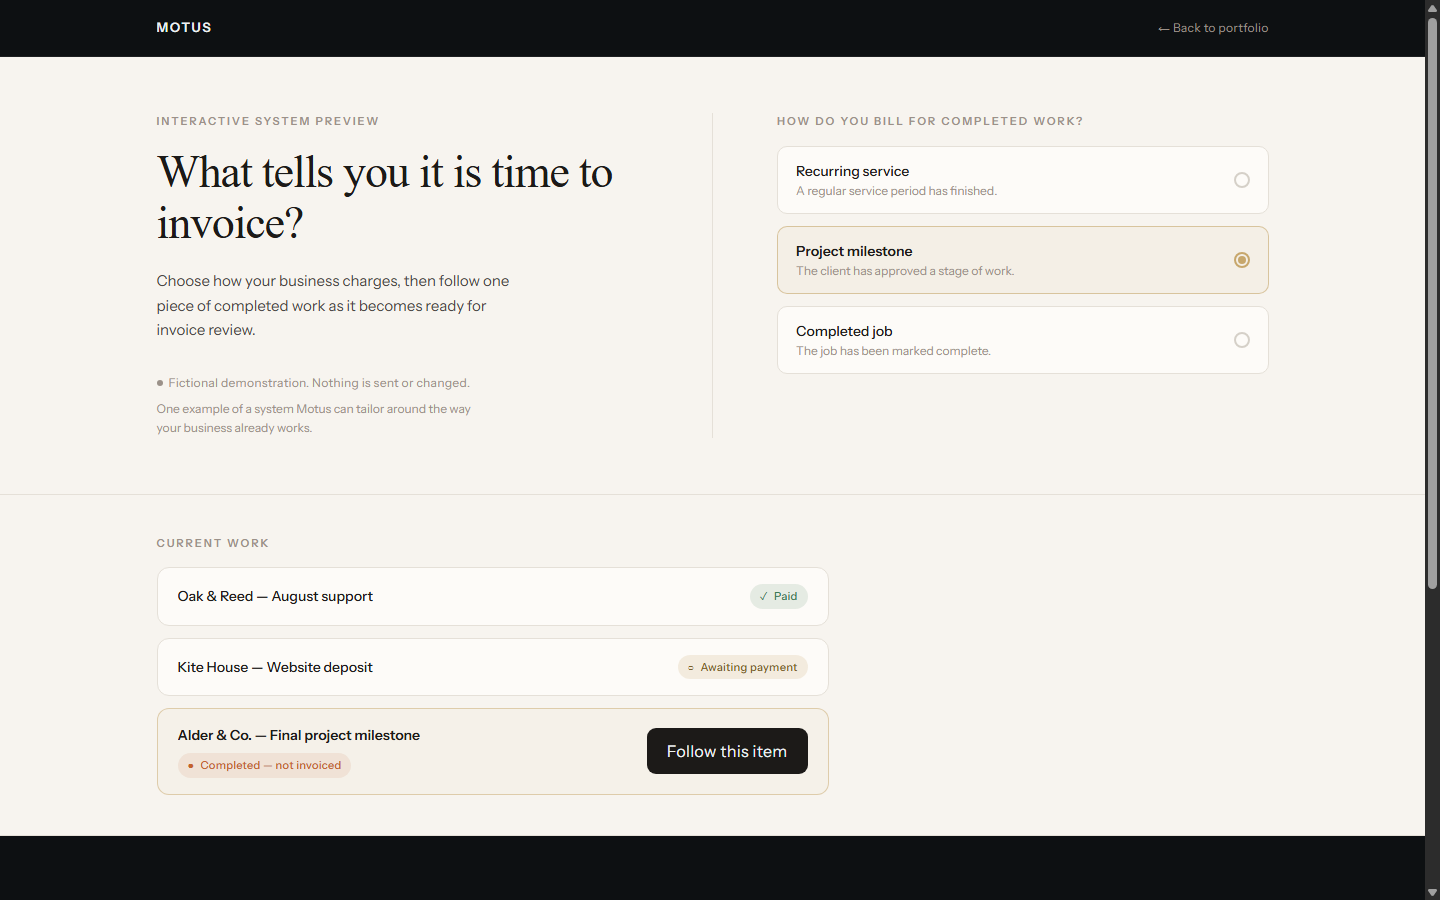 MOTUS
← Back to portfolio
INTERACTIVE SYSTEM PREVIEW
What tells you it is time to
invoice?
Choose how your business charges, then follow one
piece of completed work as it becomes ready for
invoice review.
Fictional demonstration. Nothing is sent or changed.
One example of a system Motus can tailor around the way
your business already works.
HOW DO YOU BILL FOR COMPLETED WORK?
Recurring service
A regular service period has finished.
Project milestone
The client has approved a stage of work.
Completed job
The job has been marked complete.
CURRENT WORK
Oak & Reed — August support
✓ Paid
Kite House — Website deposit
Awaiting payment
Alder & Co. — Final project milestone
Completed — not invoiced
Follow this item